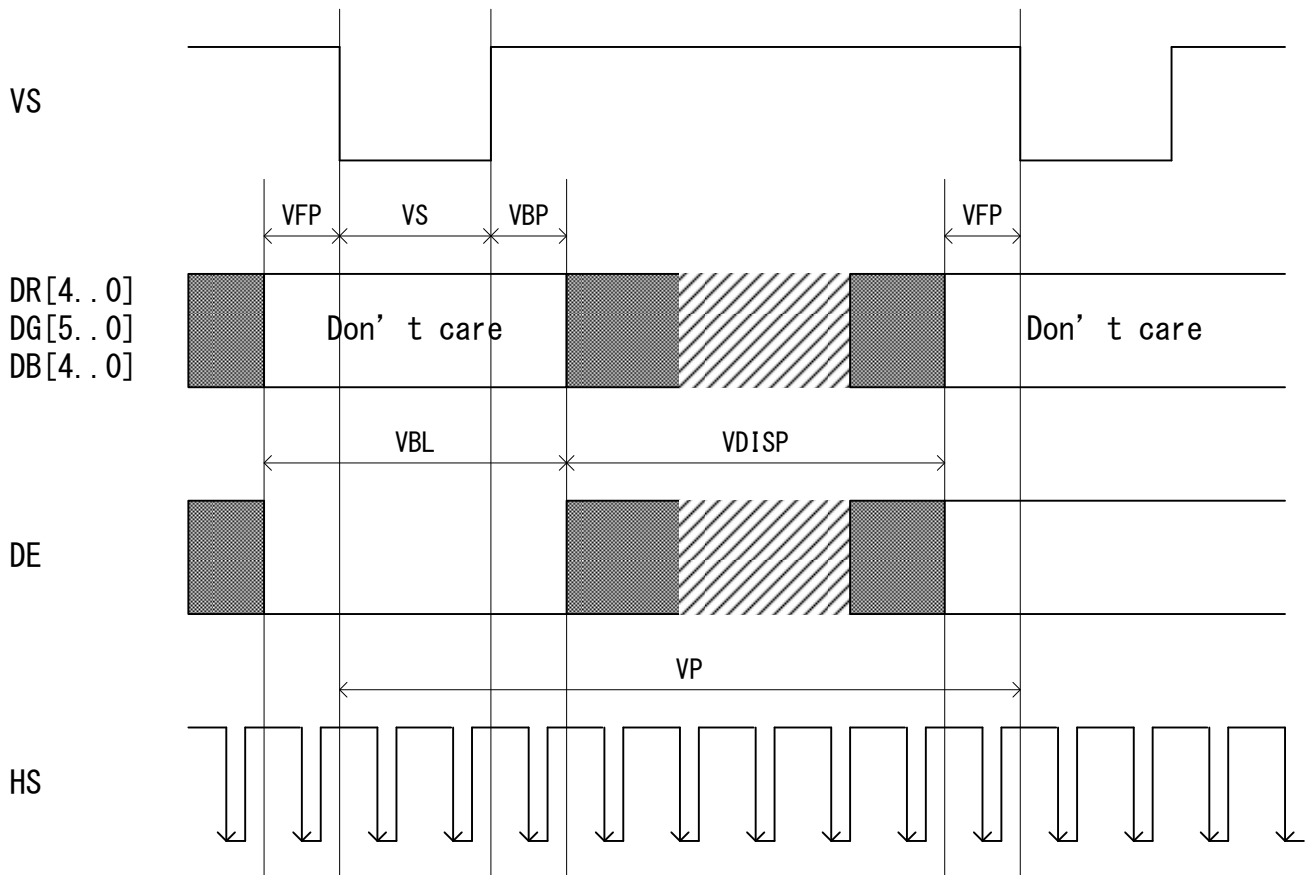 VS
VFP VS VBP VFP
DR[4..0]
DG[5..0]
DB[4..0]
Don't care Don't care
VBL VDISP
DE
VP
HS